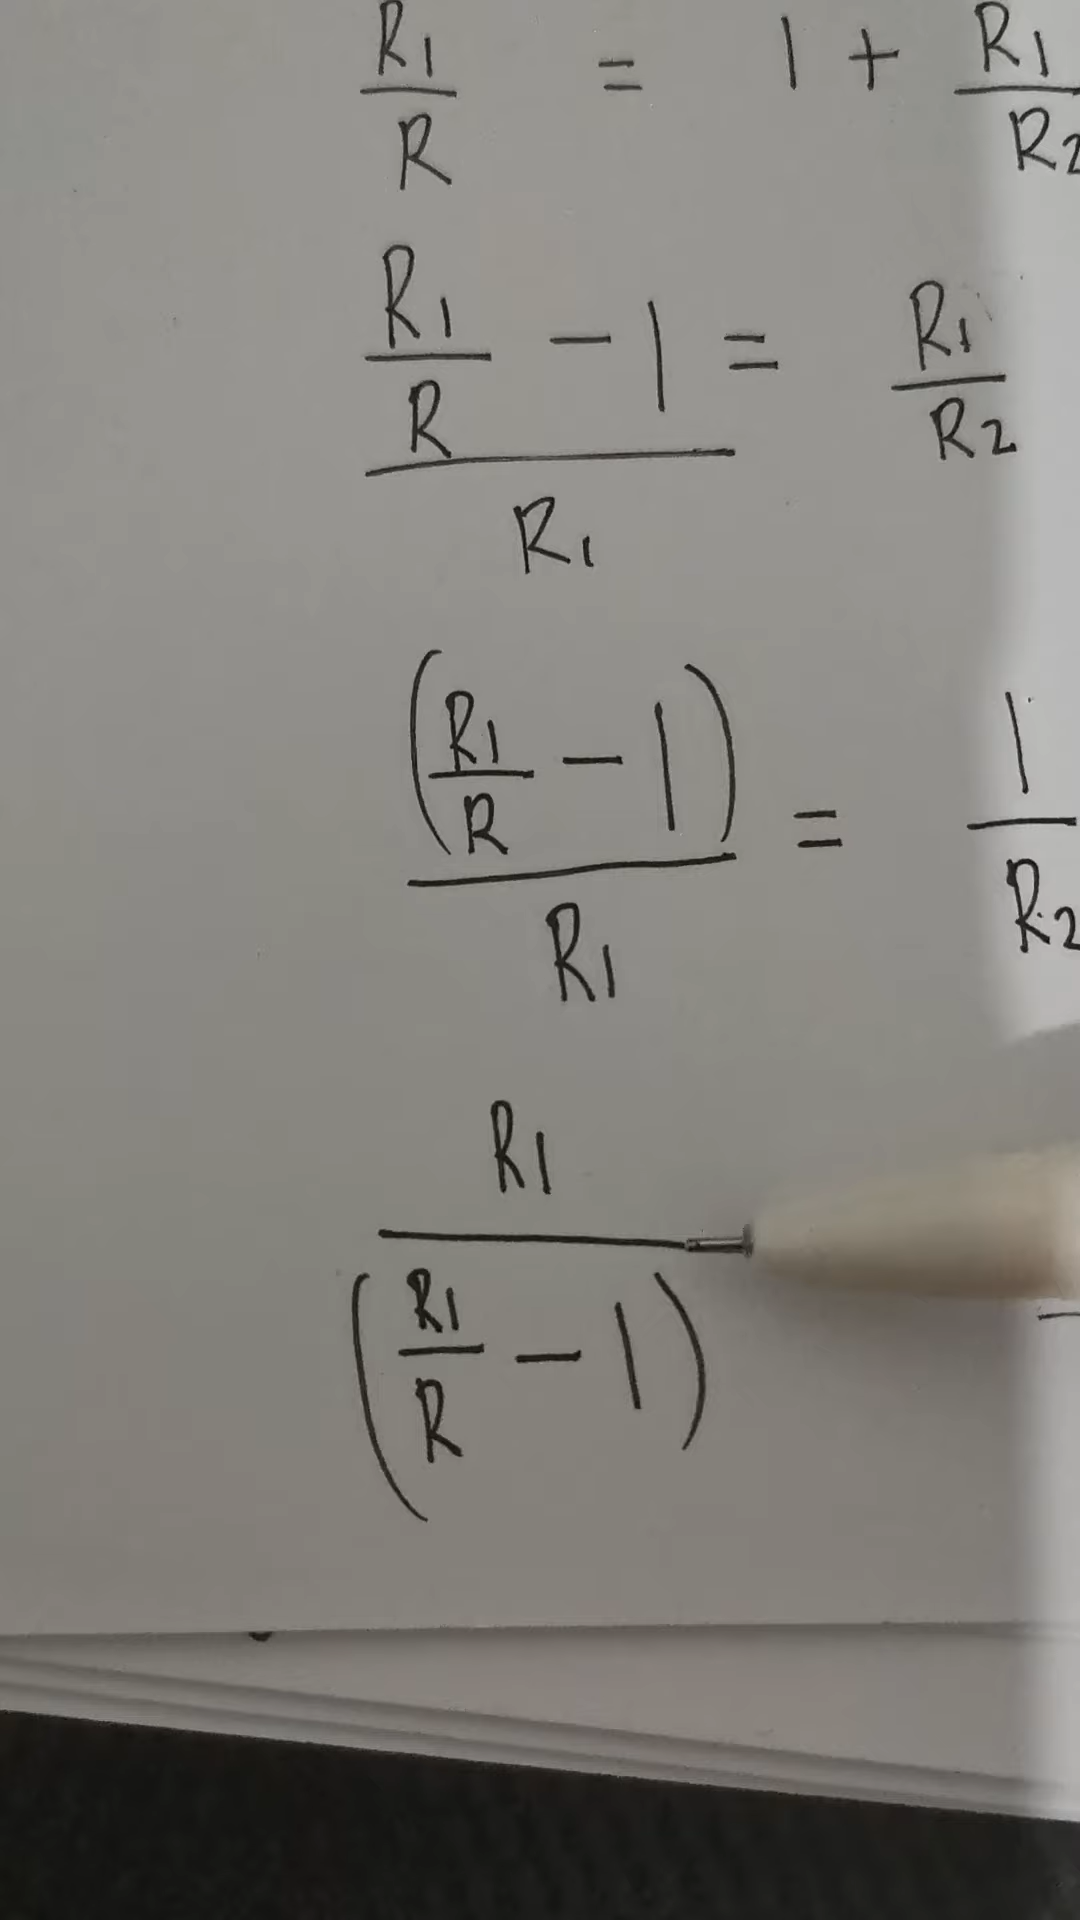 R1/R = 1 + R1/R2
(R1/R - 1)/R1 = R1/R2
(R1/R - 1)/R1 = 1/R2
R1/(R1/R - 1)